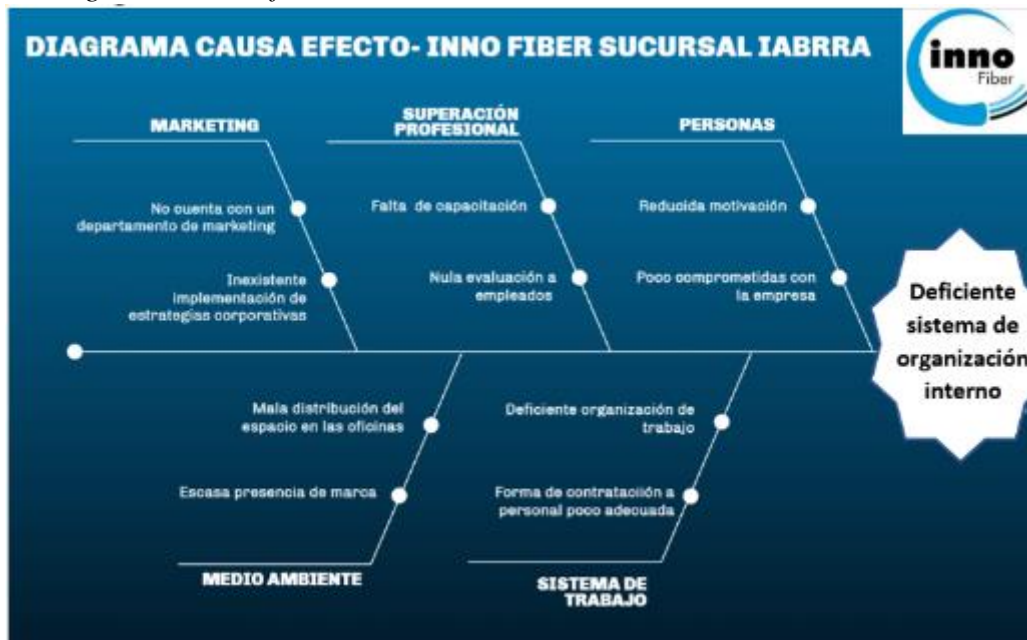 DIAGRAMA CAUSA EFECTO- INNO FIBER SUCURSAL IABRRA
inno
Fiber
MARKETING
SUPERACIÓN
PROFESIONAL
PERSONAS
No cuenta con un
departamento de marketing
Inexistente
implementación de
estrategias corporativas
Falta de capacitación
Nula evaluación a
empleados
Reducida motivación
Poco comprometidas con
la empresa
Deficiente
sistema de
organización
interno
Mala distribución del
espacio en las oficinas
Escasa presencia de marca
MEDIO AMBIENTE
Deficiente organización de
trabajo
Forma de contratación a
personal poco adecuada
SISTEMA DE
TRABAJO